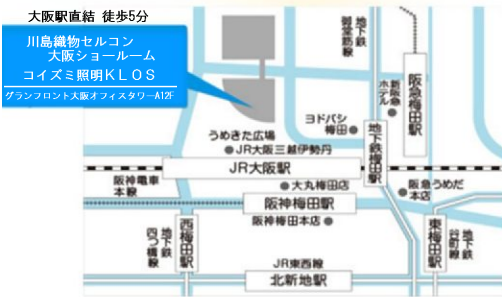 大阪駅直結 徒歩5分
川島織物セルコン
大阪ショールーム
コイズミ照明KLOS
グランフロント大阪オフィスタワーA12F
地下鉄
御堂筋線
新阪急
ホテル
阪急梅田駅
ヨドバシ
梅田
地下鉄梅田駅
うめきた広場
JR大阪三越伊勢丹
JR大阪駅
阪神電車
本線
大丸梅田店
阪急うめだ
本店
阪神梅田駅
阪神梅田本店
地下鉄
四つ橋線
西梅田駅
東梅田駅
地下鉄
谷町線
JR東西線
北新地駅